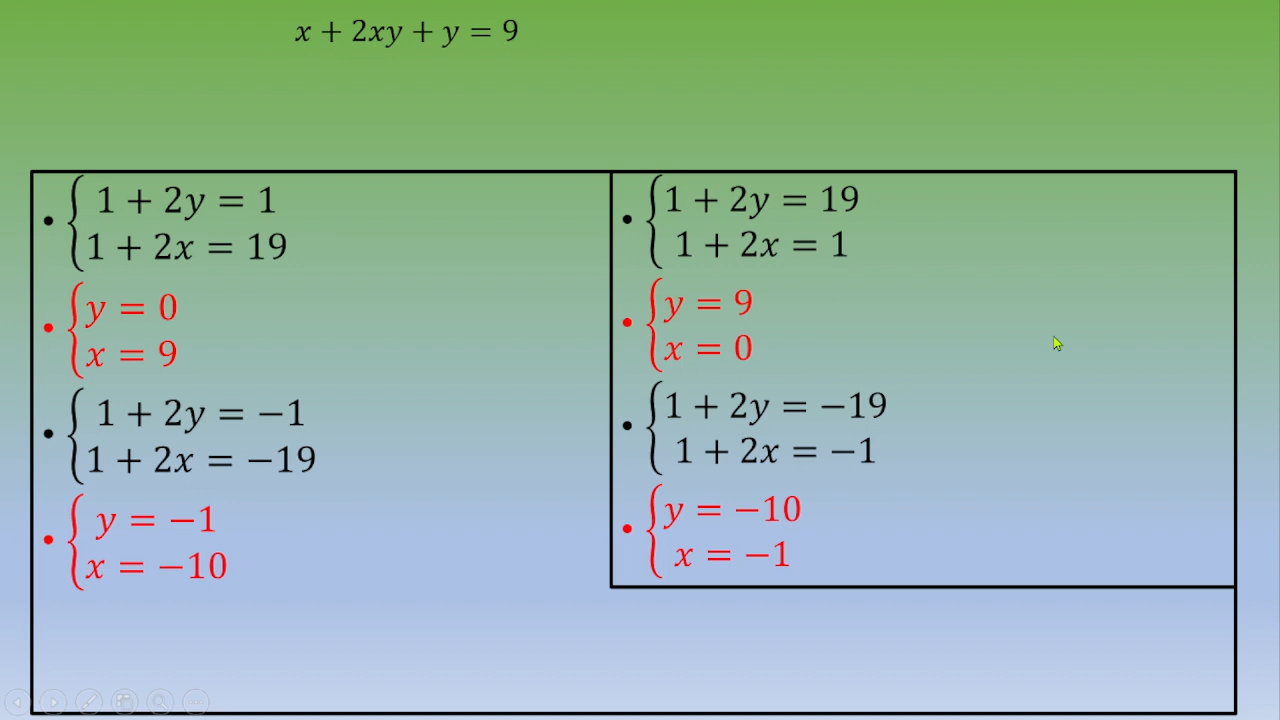 x + 2xy + y = 9
• { 1 + 2y = 1
1 + 2x = 19
• { y = 0
x = 9
• { 1 + 2y = −1
1 + 2x = −19
• { y = −1
x = −10
• { 1 + 2y = 19
1 + 2x = 1
• { y = 9
x = 0
• { 1 + 2y = −19
1 + 2x = −1
• { y = −10
x = −1